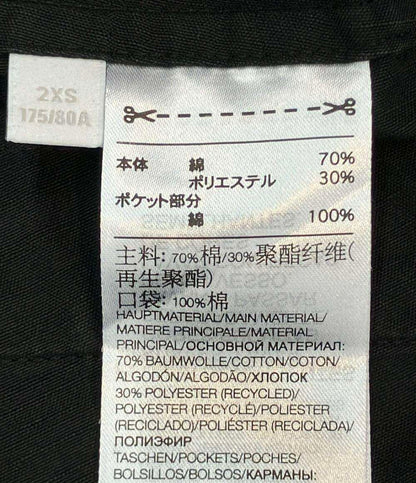 2XS
175/80A
本体 綿 70%
ポリエステル 30%
ポケット部分
綿 100%
主料: 70%棉/30%聚酯纤维(
再生聚酯)
口袋: 100%棉
HAUPTMATERIAL/MAIN MATERIAL/
MATIERE PRINCIPALE/MATERIAL
PRINCIPAL/ОСНОВНОЙ МАТЕРИАЛ:
70% BAUMWOLLE/COTTON/COTON/
ALGODÓN/ALGODÃO/ХЛОПОК
30% POLYESTER (RECYCLED)/
POLYESTER (RECYCLÉ)/POLIESTER
(RECICLADO)/POLIÉSTER (RECICLADA)/
ПОЛИЭФИР
TASCHEN/POCKETS/POCHES/
BOLSILLOS/BOLSOS/КАРМАНЫ: